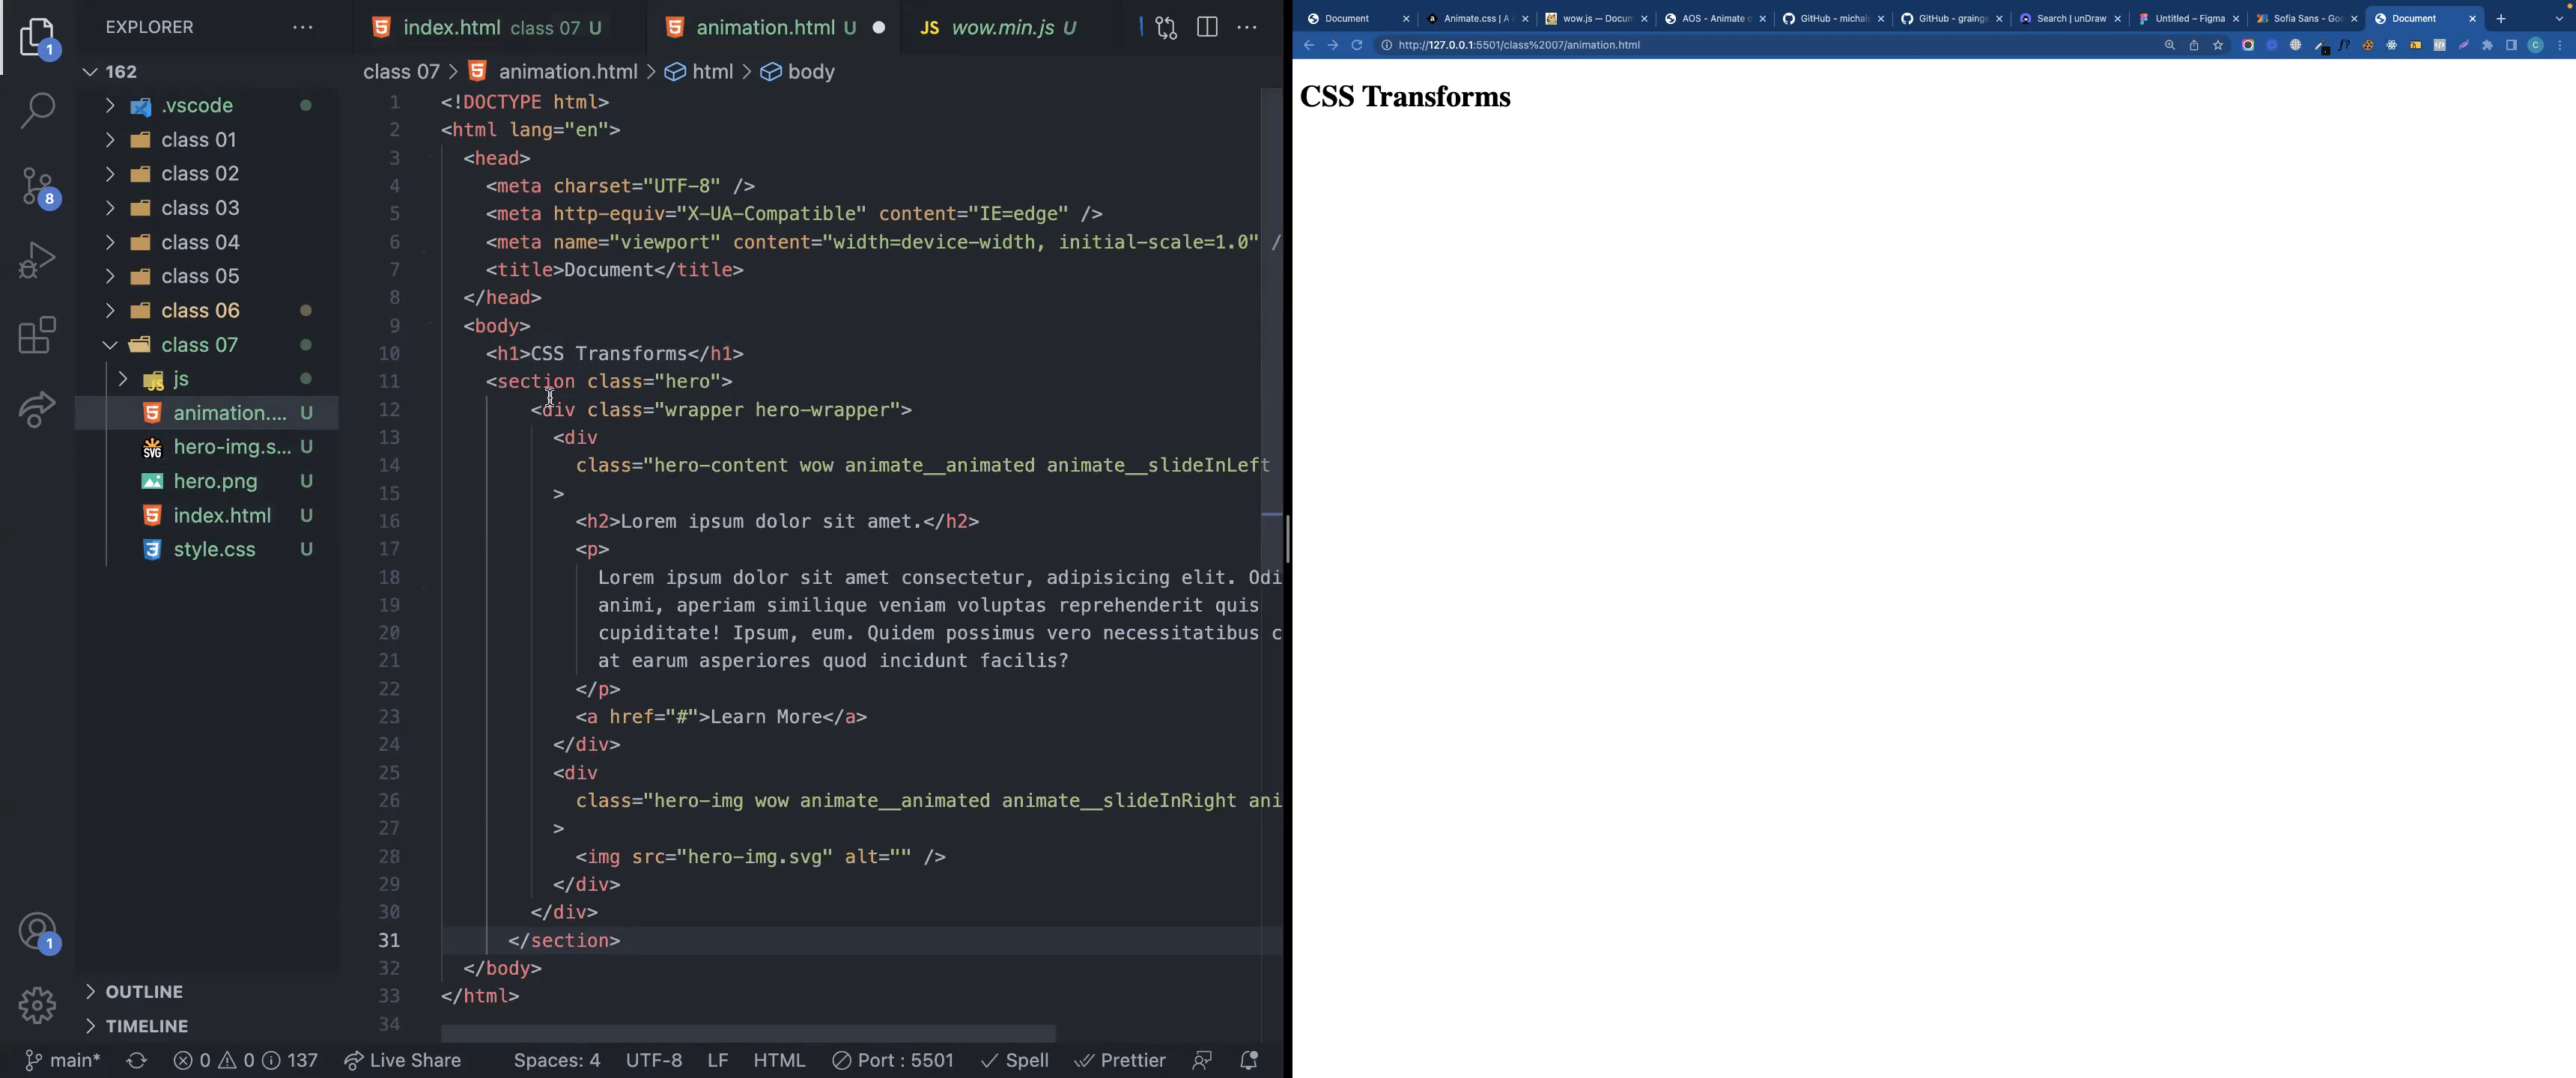 EXPLORER
162
.vscode
class 01
class 02
class 03
class 04
class 05
class 06
class 07
js
animation.... U
hero-img.s... U
hero.png U
index.html U
style.css U
OUTLINE
TIMELINE
1
8
1
index.html class 07 U
animation.html U
JS wow.min.js U
class 07 > animation.html > html > body
1 <!DOCTYPE html>
2 <html lang="en">
3 <head>
4 <meta charset="UTF-8" />
5 <meta http-equiv="X-UA-Compatible" content="IE=edge" />
6 <meta name="viewport" content="width=device-width, initial-scale=1.0" /
7 <title>Document</title>
8 </head>
9 <body>
10 <h1>CSS Transforms</h1>
11 <section class="hero">
12 <div class="wrapper hero-wrapper">
13 <div
14 class="hero-content wow animate__animated animate__slideInLeft
15 >
16 <h2>Lorem ipsum dolor sit amet.</h2>
17 <p>
18 Lorem ipsum dolor sit amet consectetur, adipisicing elit. Odi
19 animi, aperiam similique veniam voluptas reprehenderit quis
20 cupiditate! Ipsum, eum. Quidem possimus vero necessitatibus c
21 at earum asperiores quod incidunt facilis?
22 </p>
23 <a href="#">Learn More</a>
24 </div>
25 <div
26 class="hero-img wow animate__animated animate__slideInRight ani
27 >
28 <img src="hero-img.svg" alt="" />
29 </div>
30 </div>
31 </section>
32 </body>
33 </html>
34
main* 0 0 137 Live Share Spaces: 4 UTF-8 LF HTML Port : 5501 Spell Prettier
Document Animate.css | A wow.js — Docum AOS - Animate GitHub - michal GitHub - grainge Search | unDraw Untitled – Figma Sofia Sans - Goo Document
http://127.0.0.1:5501/class%2007/animation.html
CSS Transforms